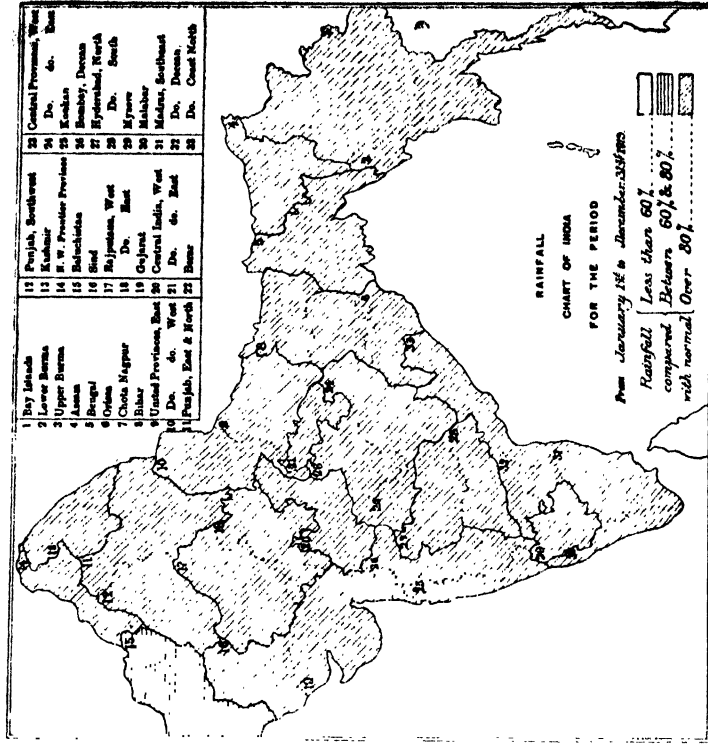 1 Bay Islands
2 Lower Burma
3 Upper Burma
4 Assam
5 Bengal
6 Orissa
7 Chota Nagpur
8 Bihar
9 United Provinces, East
10 Do. do. West
11 Punjab, East & North
12 Punjab, Southwest
13 Kashmir
14 N. W. Frontier Province
15 Baluchistan
16 Sind
17 Rajputana, West
18 Do. East
19 Gujarat
20 Central India, West
21 Do. do. East
22 Berar
23 Central Provinces, West
24 Do. do. East
25 Konkan
26 Bombay, Deccan
27 Hyderabad, North
28 Do. South
29 Mysore
30 Malabar
31 Madras, Southeast
32 Do. Deccan
33 Do. Coast North
RAINFALL
CHART OF INDIA
FOR THE PERIOD
From January 1st to December 31st
Rainfall compared with normal
Less than 60%
Between 60% & 80%
Over 80%